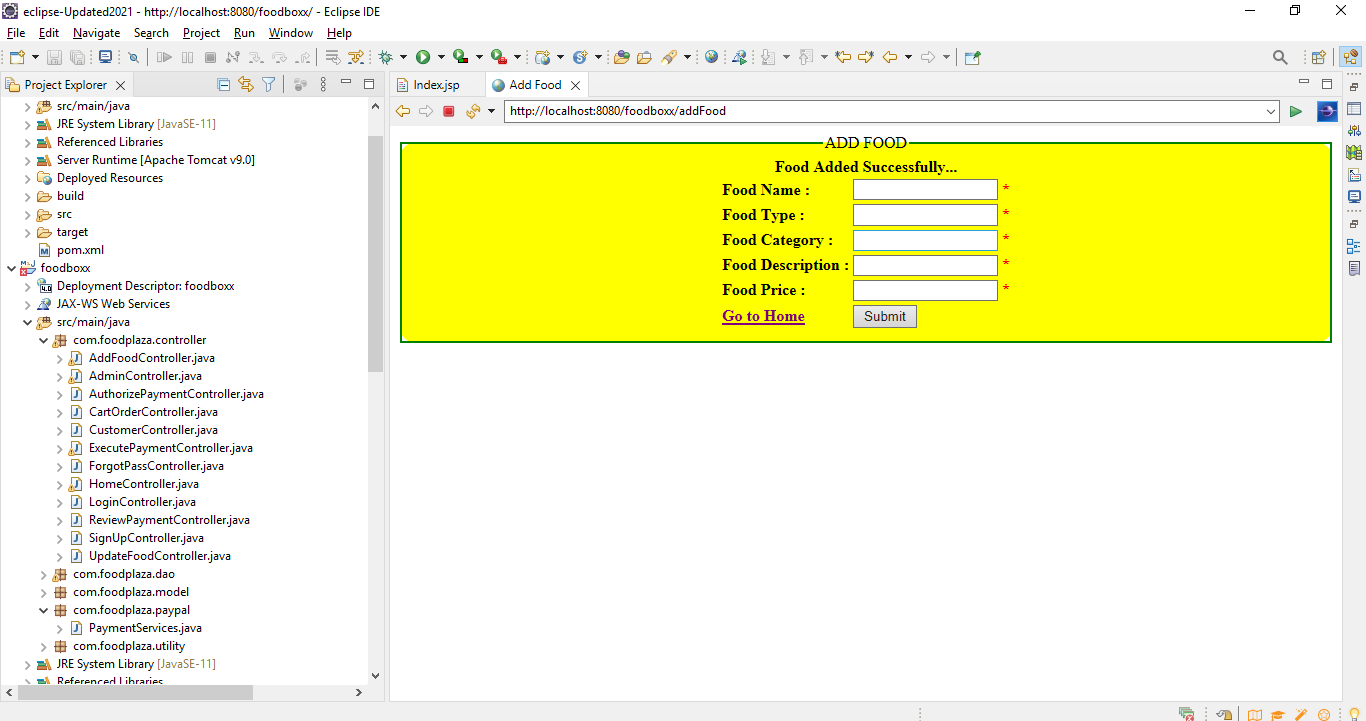 eclipse-Updated2021 - http://localhost:8080/foodboxx/ - Eclipse IDE
File Edit Navigate Search Project Run Window Help
Project Explorer
src/main/java
JRE System Library [JavaSE-11]
Referenced Libraries
Server Runtime [Apache Tomcat v9.0]
Deployed Resources
build
src
target
pom.xml
foodboxx
Deployment Descriptor: foodboxx
JAX-WS Web Services
src/main/java
com.foodplaza.controller
AddFoodController.java
AdminController.java
AuthorizePaymentController.java
CartOrderController.java
CustomerController.java
ExecutePaymentController.java
ForgotPassController.java
HomeController.java
LoginController.java
ReviewPaymentController.java
SignUpController.java
UpdateFoodController.java
com.foodplaza.dao
com.foodplaza.model
com.foodplaza.paypal
PaymentServices.java
com.foodplaza.utility
JRE System Library [JavaSE-11]
Referenced Libraries
Index.jsp
Add Food
http://localhost:8080/foodboxx/addFood
ADD FOOD
Food Added Successfully...
Food Name : *
Food Type : *
Food Category : *
Food Description : *
Food Price : *
Go to Home Submit